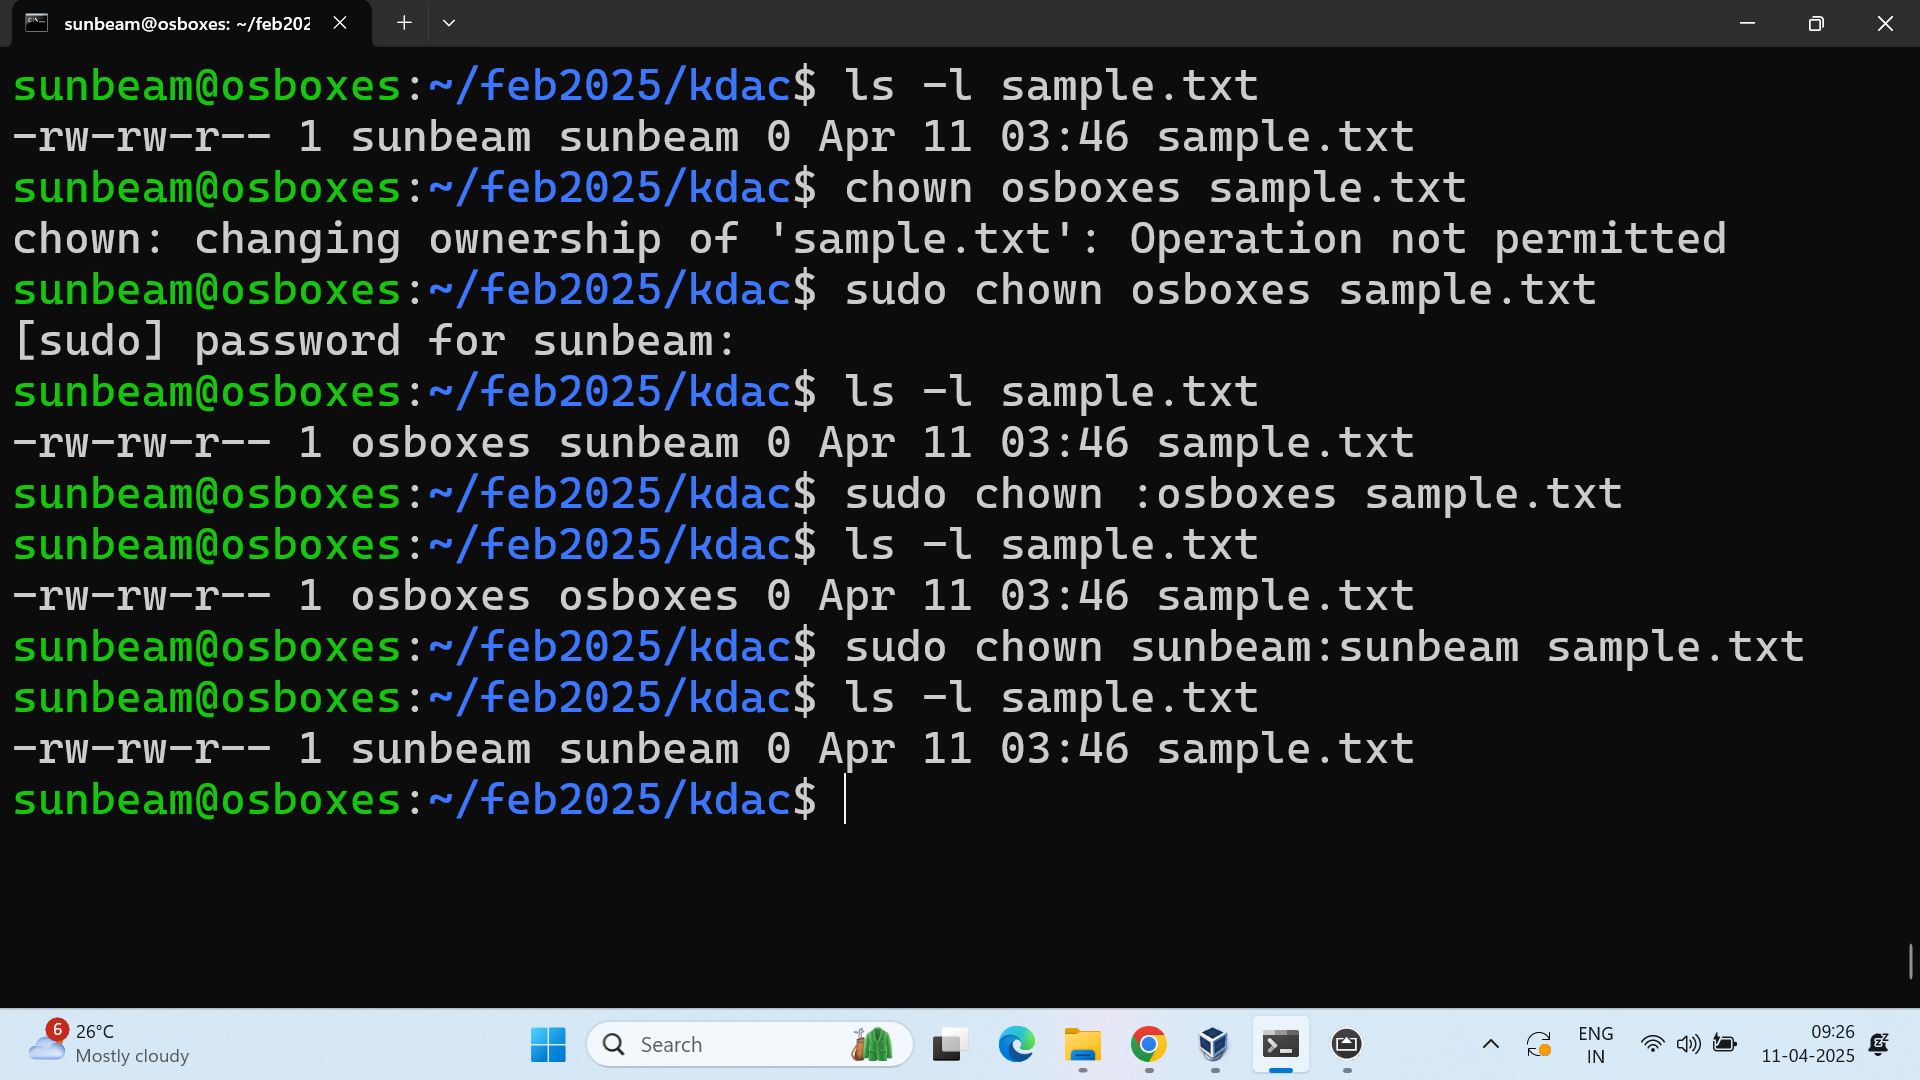 sunbeam@osboxes: ~/feb202
sunbeam@osboxes:~/feb2025/kdac$ ls -l sample.txt
-rw-rw-r-- 1 sunbeam sunbeam 0 Apr 11 03:46 sample.txt
sunbeam@osboxes:~/feb2025/kdac$ chown osboxes sample.txt
chown: changing ownership of 'sample.txt': Operation not permitted
sunbeam@osboxes:~/feb2025/kdac$ sudo chown osboxes sample.txt
[sudo] password for sunbeam:
sunbeam@osboxes:~/feb2025/kdac$ ls -l sample.txt
-rw-rw-r-- 1 osboxes sunbeam 0 Apr 11 03:46 sample.txt
sunbeam@osboxes:~/feb2025/kdac$ sudo chown :osboxes sample.txt
sunbeam@osboxes:~/feb2025/kdac$ ls -l sample.txt
-rw-rw-r-- 1 osboxes osboxes 0 Apr 11 03:46 sample.txt
sunbeam@osboxes:~/feb2025/kdac$ sudo chown sunbeam:sunbeam sample.txt
sunbeam@osboxes:~/feb2025/kdac$ ls -l sample.txt
-rw-rw-r-- 1 sunbeam sunbeam 0 Apr 11 03:46 sample.txt
sunbeam@osboxes:~/feb2025/kdac$
6
26°C
Mostly cloudy
Search
ENG
IN
09:26
11-04-2025